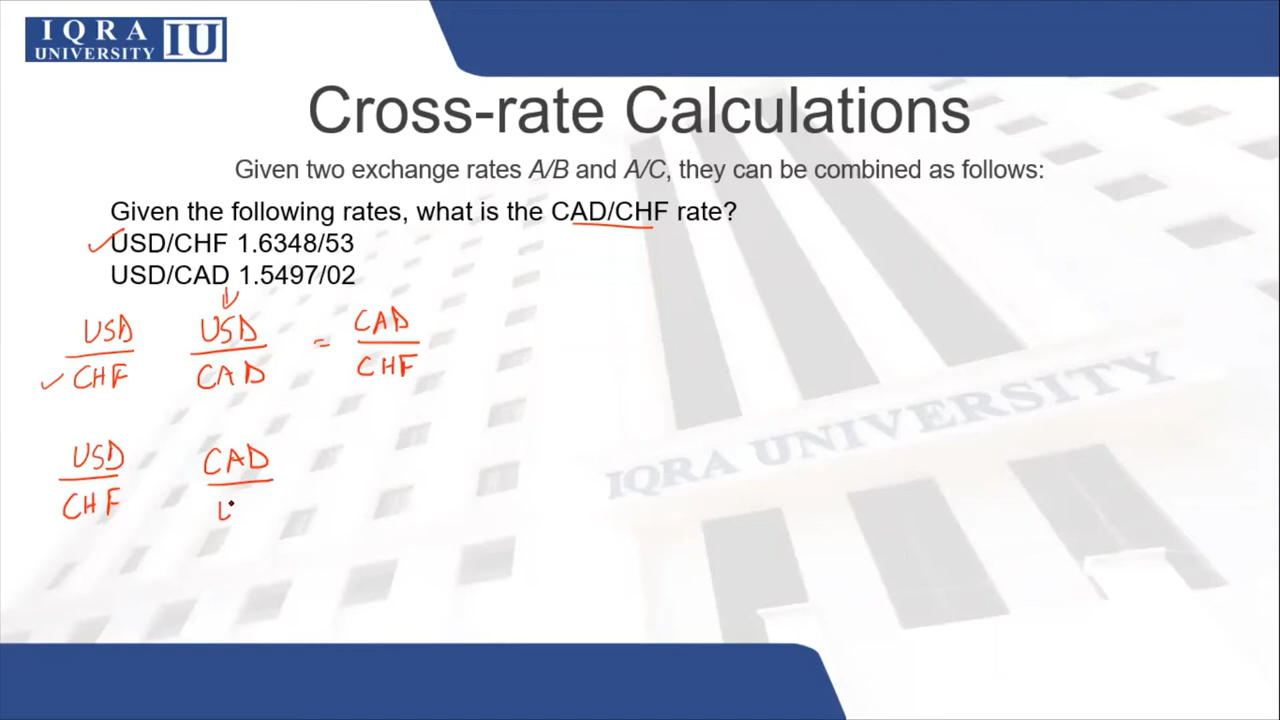 IQRA
UNIVERSITY IU
Cross-rate Calculations
Given two exchange rates A/B and A/C, they can be combined as follows:
Given the following rates, what is the CAD/CHF rate?
USD/CHF 1.6348/53
USD/CAD 1.5497/02
USD USD = CAD
CHF CAD CHF
USD CAD
CHF U
IQRA UNIVERSITY